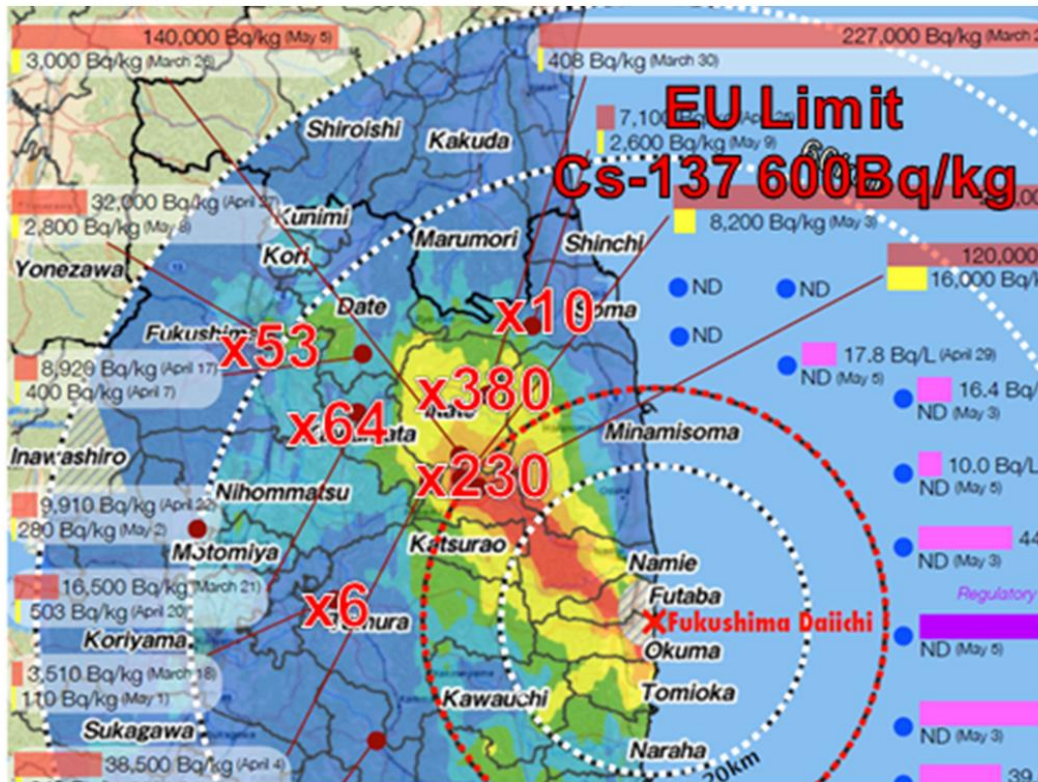 140,000 Bq/kg (May 5)
3,000 Bq/kg (March 26)
227,000 Bq/kg (March
408 Bq/kg (March 30)
7,100
2,600 Bq/kg (May 9)
EU Limit
Cs-137 600Bq/kg
8,200 Bq/kg (May 3)
120,000
16,000 Bq/k
Shiroishi
Kakuda
32,000 Bq/kg (April 27)
2,800 Bq/kg (May 8)
Kunimi
Kori
Marumori
Shinchi
Yonezawa
ND
ND
Date
x10
Soma
Fukushim
x53
ND
8,920 Bq/kg (April 17)
400 Bq/kg (April 7)
17.8 Bq/L (April 29)
ND (May 5)
x380
16.4 Bq/
ND (May 3)
x64
Minamisoma
Inawashiro
10.0 Bq/L
ND (May 5)
x230
Nihommatsu
9,910 Bq/kg (April 22)
280 Bq/kg (May 2)
Motomiya
Katsurao
44
ND (May 3)
Namie
16,500 Bq/kg (March 21)
503 Bq/kg (April 20)
x6
Futaba
Regulatory
Fukushima Daiichi
Koriyama
Okuma
ND (May 5)
3,510 Bq/kg (March 18)
110 Bq/kg (May 1)
Kawauchi
Tomioka
Sukagawa
ND (May 3)
Naraha
20km
38,500 Bq/kg (April 4)
39.